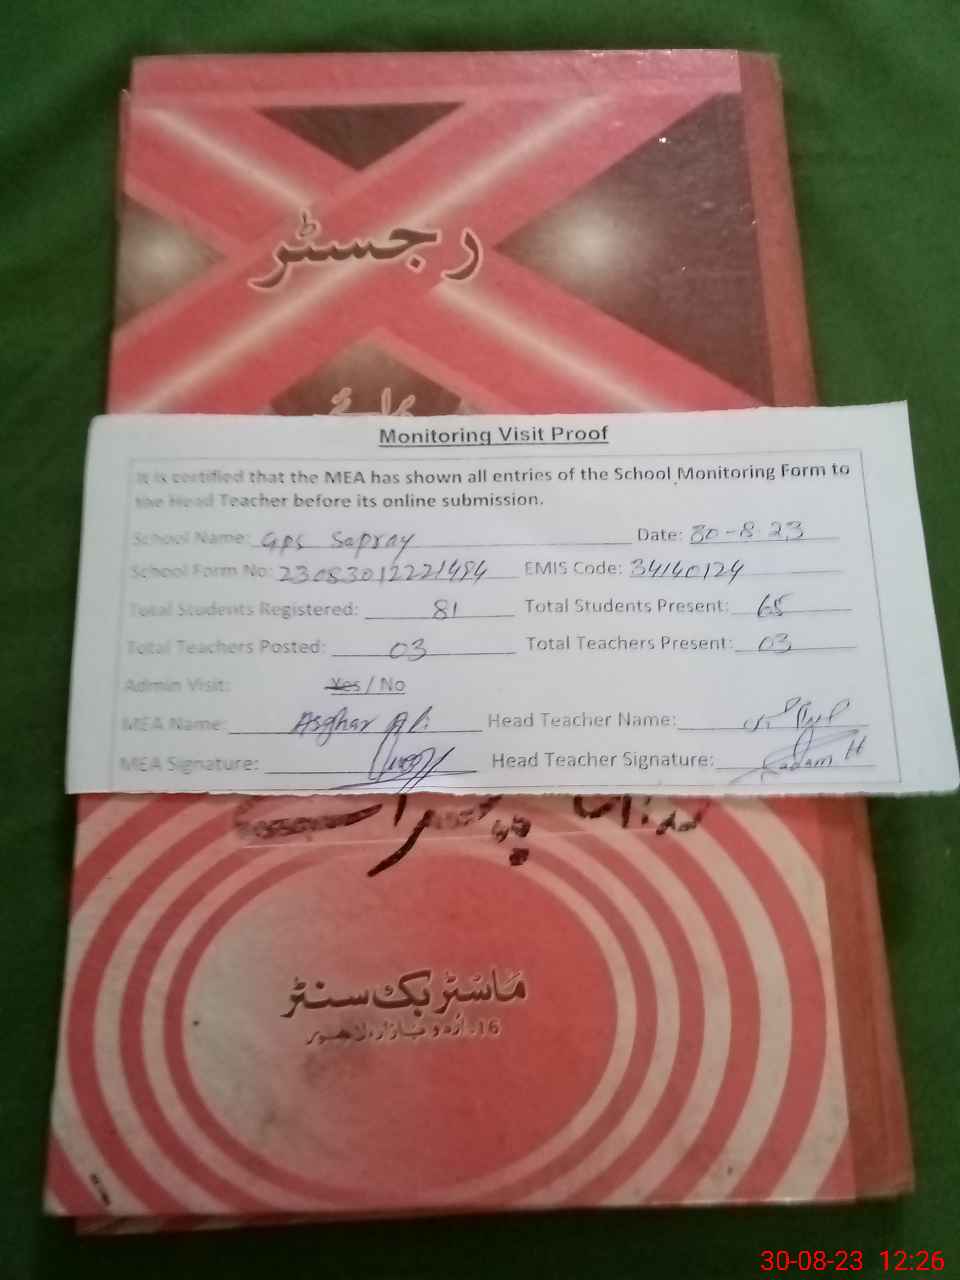 رجسٹر
برائے
Monitoring Visit Proof
It is certified that the MEA has shown all entries of the School Monitoring Form to
the Head Teacher before its online submission.
School Name: GPS Sapray Date: 30-8-23
School Form No: 23083012221494 EMIS Code: 34140124
Total Students Registered: 81 Total Students Present: 65
Total Teachers Posted: 03 Total Teachers Present: 03
Admin Visit: Yes / No
MEA Name: Asghar Ali Head Teacher Name:
MEA Signature: Head Teacher Signature:
ماسٹر بک سنٹر
16۔ اُردو بازار، لاہور
30-08-23 12:26